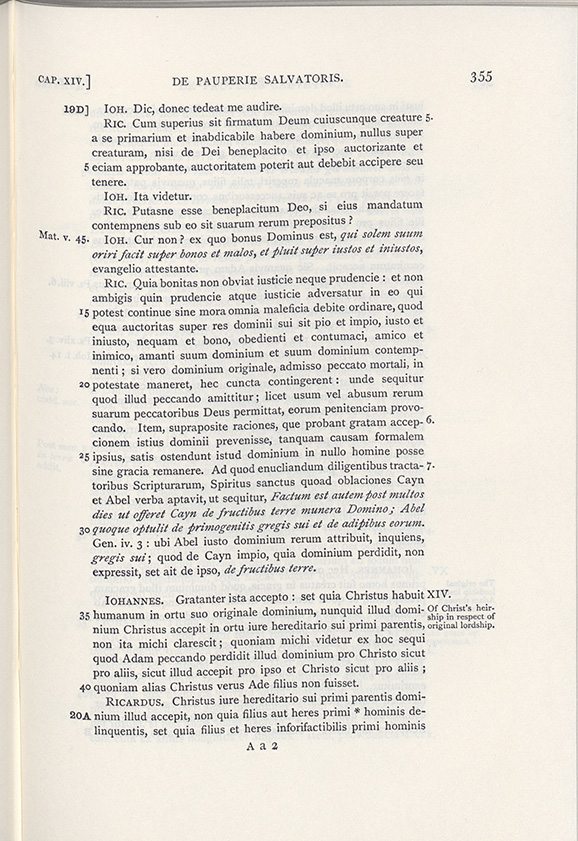 CAP. XIV.] DE PAUPERIE SALVATORIS. 355
19D] IOH. Dic, donec tedeat me audire.
RIC. Cum superius sit firmatum Deum cuiuscunque creature 5.
a se primarium et inabdicabile habere dominium, nullus super
creaturam, nisi de Dei beneplacito et ipso auctorizante et
5 eciam approbante, auctoritatem poterit aut debebit accipere seu
tenere.
IOH. Ita videtur.
RIC. Putasne esse beneplacitum Deo, si eius mandatum
contempnens sub eo sit suarum rerum prepositus ?
Mat. v. 45. IOH. Cur non ? ex quo bonus Dominus est, qui solem suum
oriri facit super bonos et malos, et pluit super iustos et iniustos,
evangelio attestante.
RIC. Quia bonitas non obviat iusticie neque prudencie : et non
ambigis quin prudencie atque iusticie adversatur in eo qui
15 potest continue sine mora omnia maleficia debite ordinare, quod
equa auctoritas super res dominii sui sit pio et impio, iusto et
iniusto, nequam et bono, obedienti et contumaci, amico et
inimico, amanti suum dominium et suum dominium contemp-
nenti ; si vero dominium originale, admisso peccato mortali, in
20 potestate maneret, hec cuncta contingerent : unde sequitur
quod illud peccando amittitur ; licet usum vel abusum rerum
suarum peccatoribus Deus permittat, eorum penitenciam provo-
cando. Item, supraposite raciones, que probant gratam accep- 6.
cionem istius dominii prevenisse, tanquam causam formalem
25 ipsius, satis ostendunt istud dominium in nullo homine posse
sine gracia remanere. Ad quod enucliandum diligentibus tracta- 7.
toribus Scripturarum, Spiritus sanctus quoad oblaciones Cayn
et Abel verba aptavit, ut sequitur, Factum est autem post multos
dies ut offeret Cayn de fructibus terre munera Domino ; Abel
30 quoque optulit de primogenitis gregis sui et de adipibus eorum.
Gen. iv. 3 : ubi Abel iusto dominium rerum attribuit, inquiens,
gregis sui ; quod de Cayn impio, quia dominium perdidit, non
expressit, set ait de ipso, de fructibus terre.
IOHANNES. Gratanter ista accepto : set quia Christus habuit XIV.
35 humanum in ortu suo originale dominium, nunquid illud domi- Of Christ's heir-
nium Christus accepit in ortu iure hereditario sui primi parentis, ship in respect of
non ita michi clarescit ; quoniam michi videtur ex hoc sequi original lordship.
quod Adam peccando perdidit illud dominium pro Christo sicut
pro aliis, sicut illud accepit pro ipso et Christo sicut pro aliis ;
40 quoniam alias Christus verus Ade filius non fuisset.
RICARDUS. Christus iure hereditario sui primi parentis domi-
20A nium illud accepit, non quia filius aut heres primi * hominis de-
linquentis, set quia filius et heres inforifactibilis primi hominis
A a 2